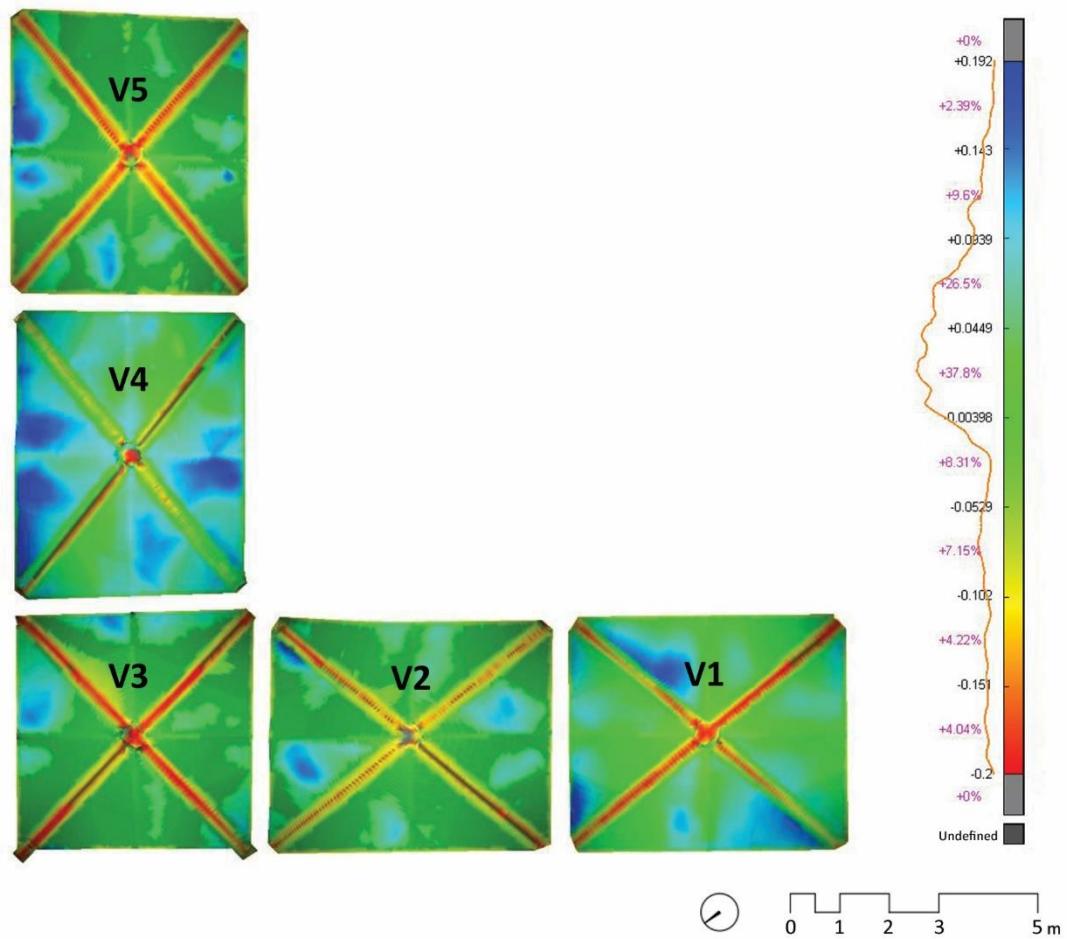 V5
V4
V3
V2
V1
+0%
+0.192
+2.39%
+0.143
+9.6%
+0.0939
+26.5%
+0.0449
+37.8%
-0.00398
+8.31%
-0.0529
+7.15%
-0.102
+4.22%
-0.151
+4.04%
-0.2
+0%
Undefined
0 1 2 3 5 m